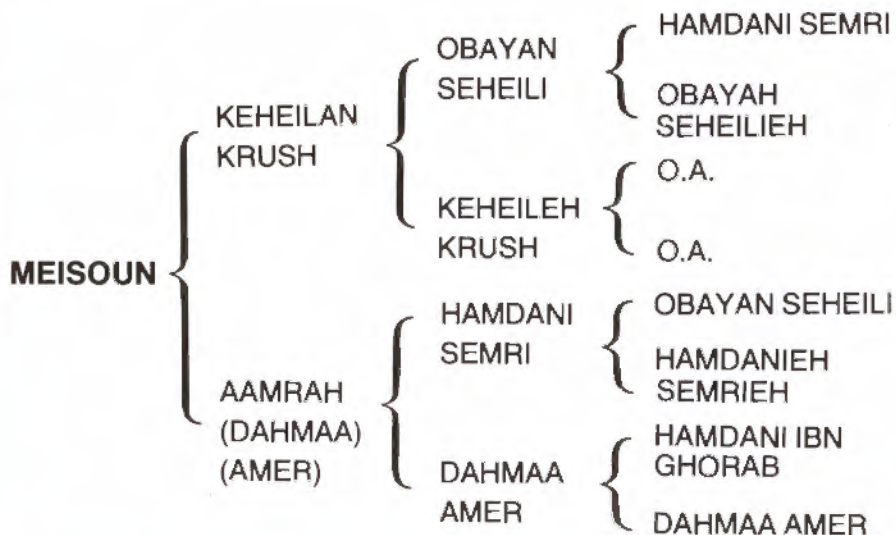 HAMDANI SEMRI
OBAYAN
SEHEILI
OBAYAH
SEHEILIEH
KEHEILAN
KRUSH
O.A.
KEHEILEH
KRUSH
O.A.
MEISOUN
OBAYAN SEHEILI
HAMDANI
SEMRI
HAMDANIEH
SEMRIEH
AAMRAH
(DAHMAA)
(AMER)
HAMDANI IBN
GHORAB
DAHMAA
AMER
DAHMAA AMER